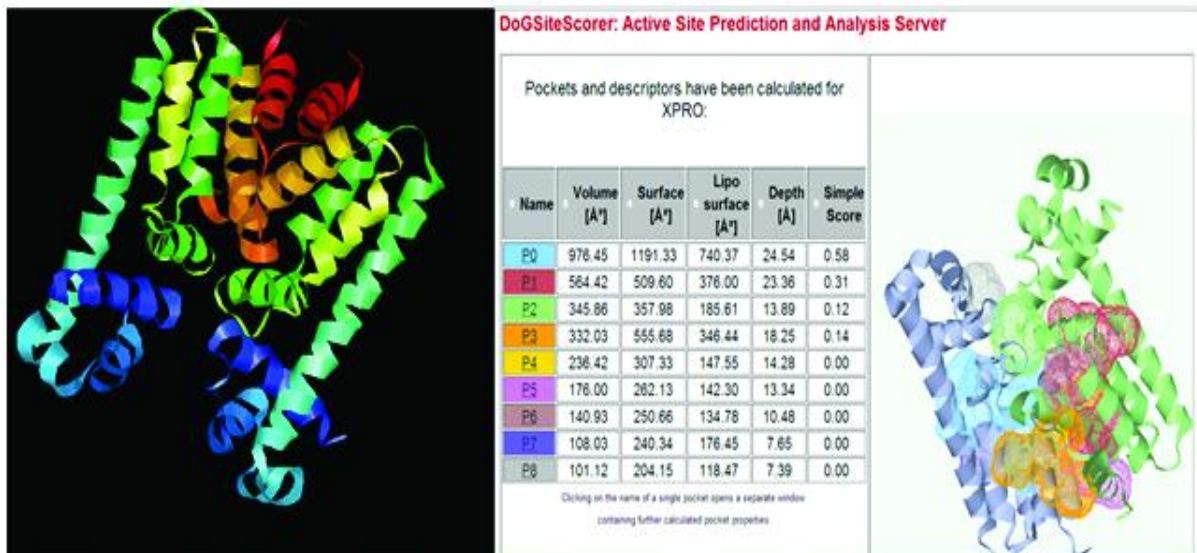 DoGSiteScorer: Active Site Prediction and Analysis Server
Pockets and descriptors have been calculated for
XPRO:
Name Volume [Å³] Surface [Å²] Lipo surface [Å²] Depth [Å] Simple Score
P0 976.45 1191.33 740.37 24.54 0.58
P1 564.42 509.60 376.00 23.36 0.31
P2 345.86 357.98 185.61 13.89 0.12
P3 332.03 555.68 346.44 18.25 0.14
P4 236.42 307.33 147.55 14.28 0.00
P5 176.00 262.13 142.30 13.34 0.00
P6 140.93 250.66 134.78 10.48 0.00
P7 108.03 240.34 176.45 7.65 0.00
P8 101.12 204.15 118.47 7.39 0.00
Clicking on the name of a single pocket opens a separate window
containing further calculated pocket properties